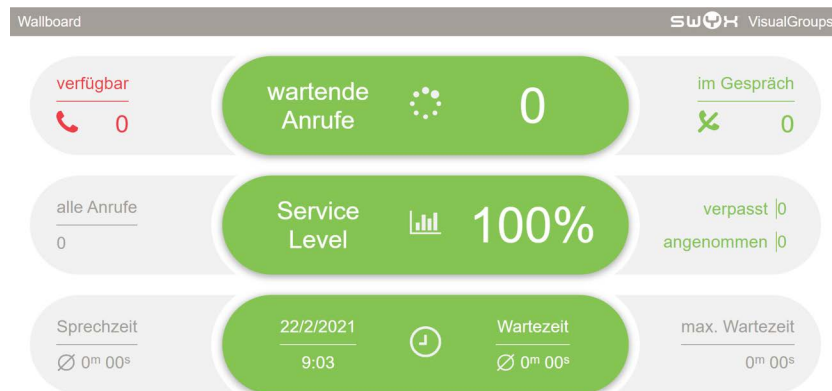 Wallboard
swyx VisualGroups
verfügbar
0
wartende
Anrufe
0
im Gespräch
0
alle Anrufe
0
Service
Level
100%
verpasst |0
angenommen |0
Sprechzeit
Ø 0m 00s
22/2/2021
9:03
Wartezeit
Ø 0m 00s
max. Wartezeit
0m 00s